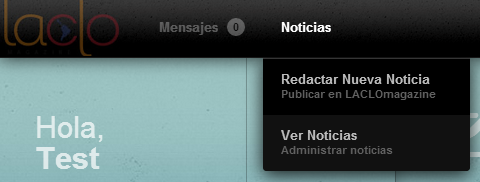 laclo
Mensajes 0 Noticias
Redactar Nueva Noticia
Publicar en LACLOmagazine
Ver Noticias
Administrar noticias
Hola,
Test